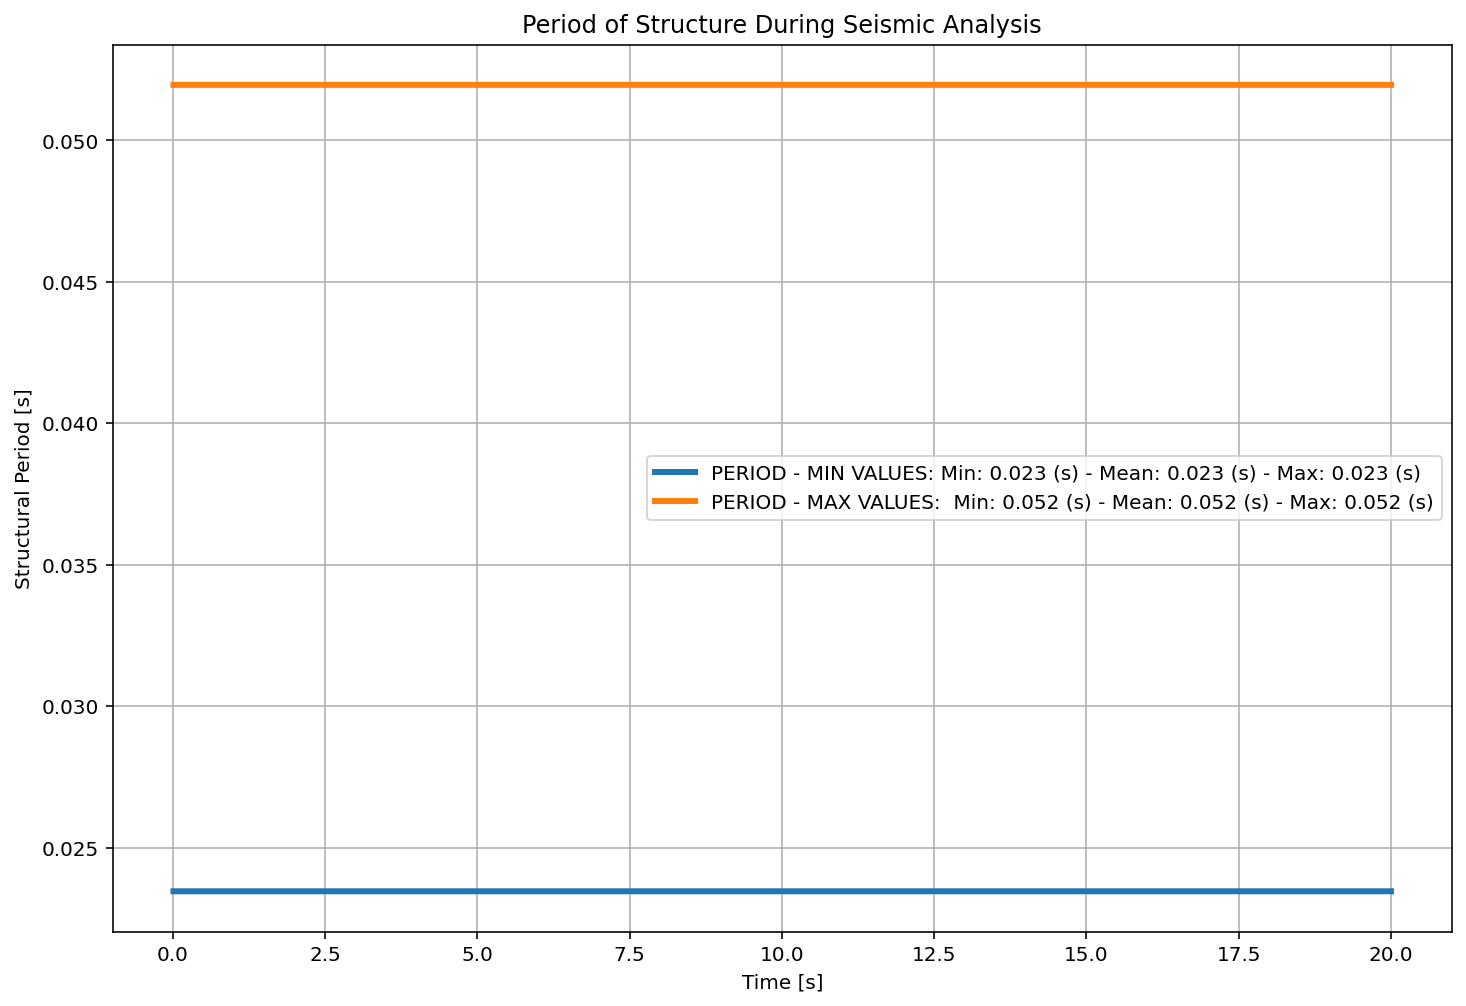 Period of Structure During Seismic Analysis
Structural Period [s]
0.050
0.045
0.040
0.035
0.030
0.025
PERIOD - MIN VALUES: Min: 0.023 (s) - Mean: 0.023 (s) - Max: 0.023 (s)
PERIOD - MAX VALUES:  Min: 0.052 (s) - Mean: 0.052 (s) - Max: 0.052 (s)
0.0 2.5 5.0 7.5 10.0 12.5 15.0 17.5 20.0
Time [s]